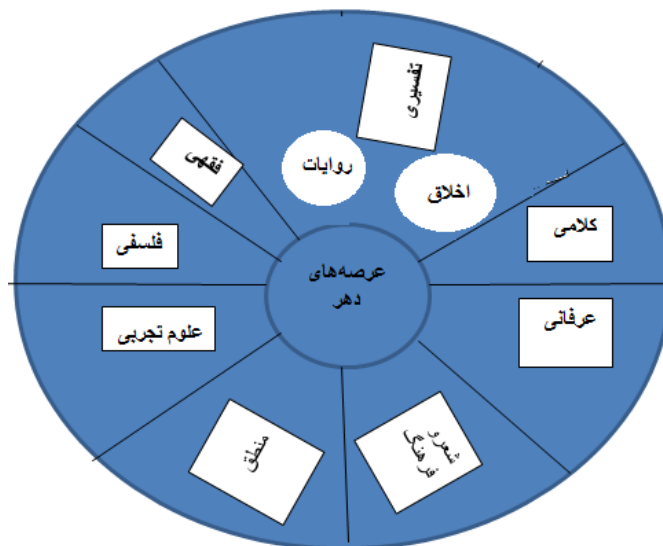 تفسیری
روایات
اخلاق
فقهی
کلامی
فلسفی
عرصه‌های
دهر
عرفانی
علوم تجربی
منطق
شعر و
فرهنگ